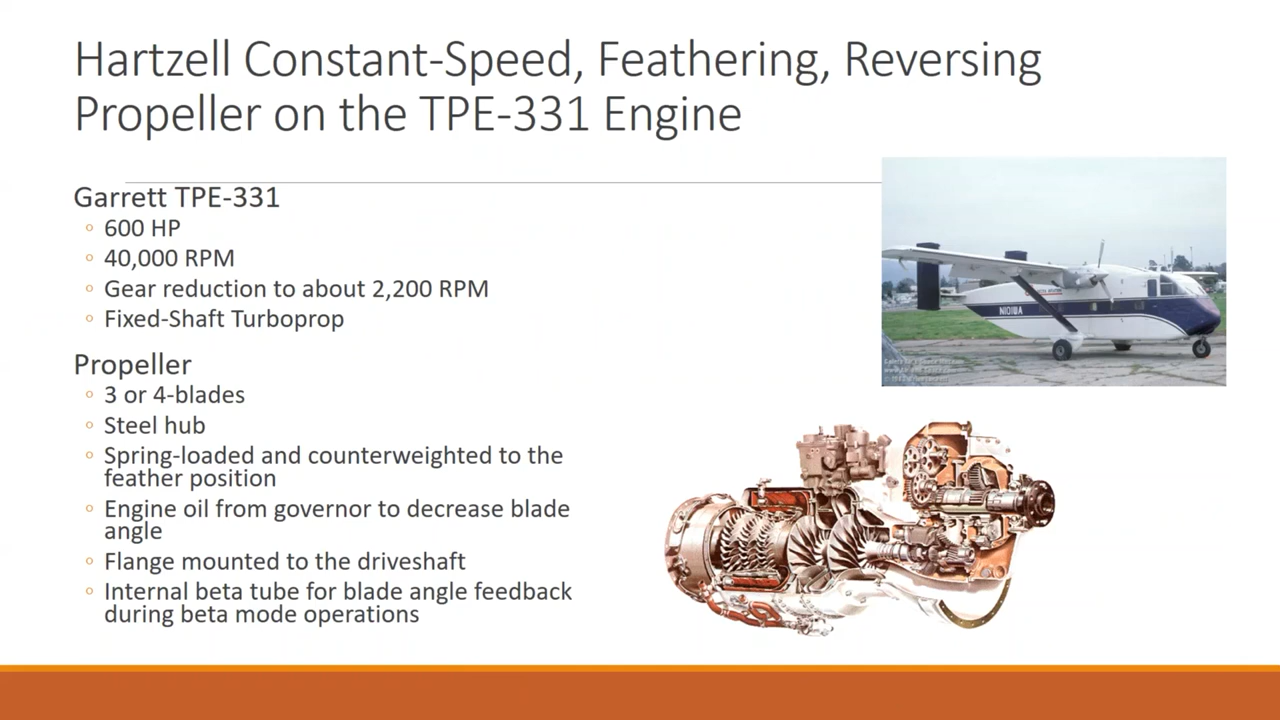 Hartzell Constant-Speed, Feathering, Reversing
Propeller on the TPE-331 Engine
Garrett TPE-331
600 HP
40,000 RPM
Gear reduction to about 2,200 RPM
Fixed-Shaft Turboprop
Propeller
3 or 4-blades
Steel hub
Spring-loaded and counterweighted to the
feather position
Engine oil from governor to decrease blade
angle
Flange mounted to the driveshaft
Internal beta tube for blade angle feedback
during beta mode operations
N101WA